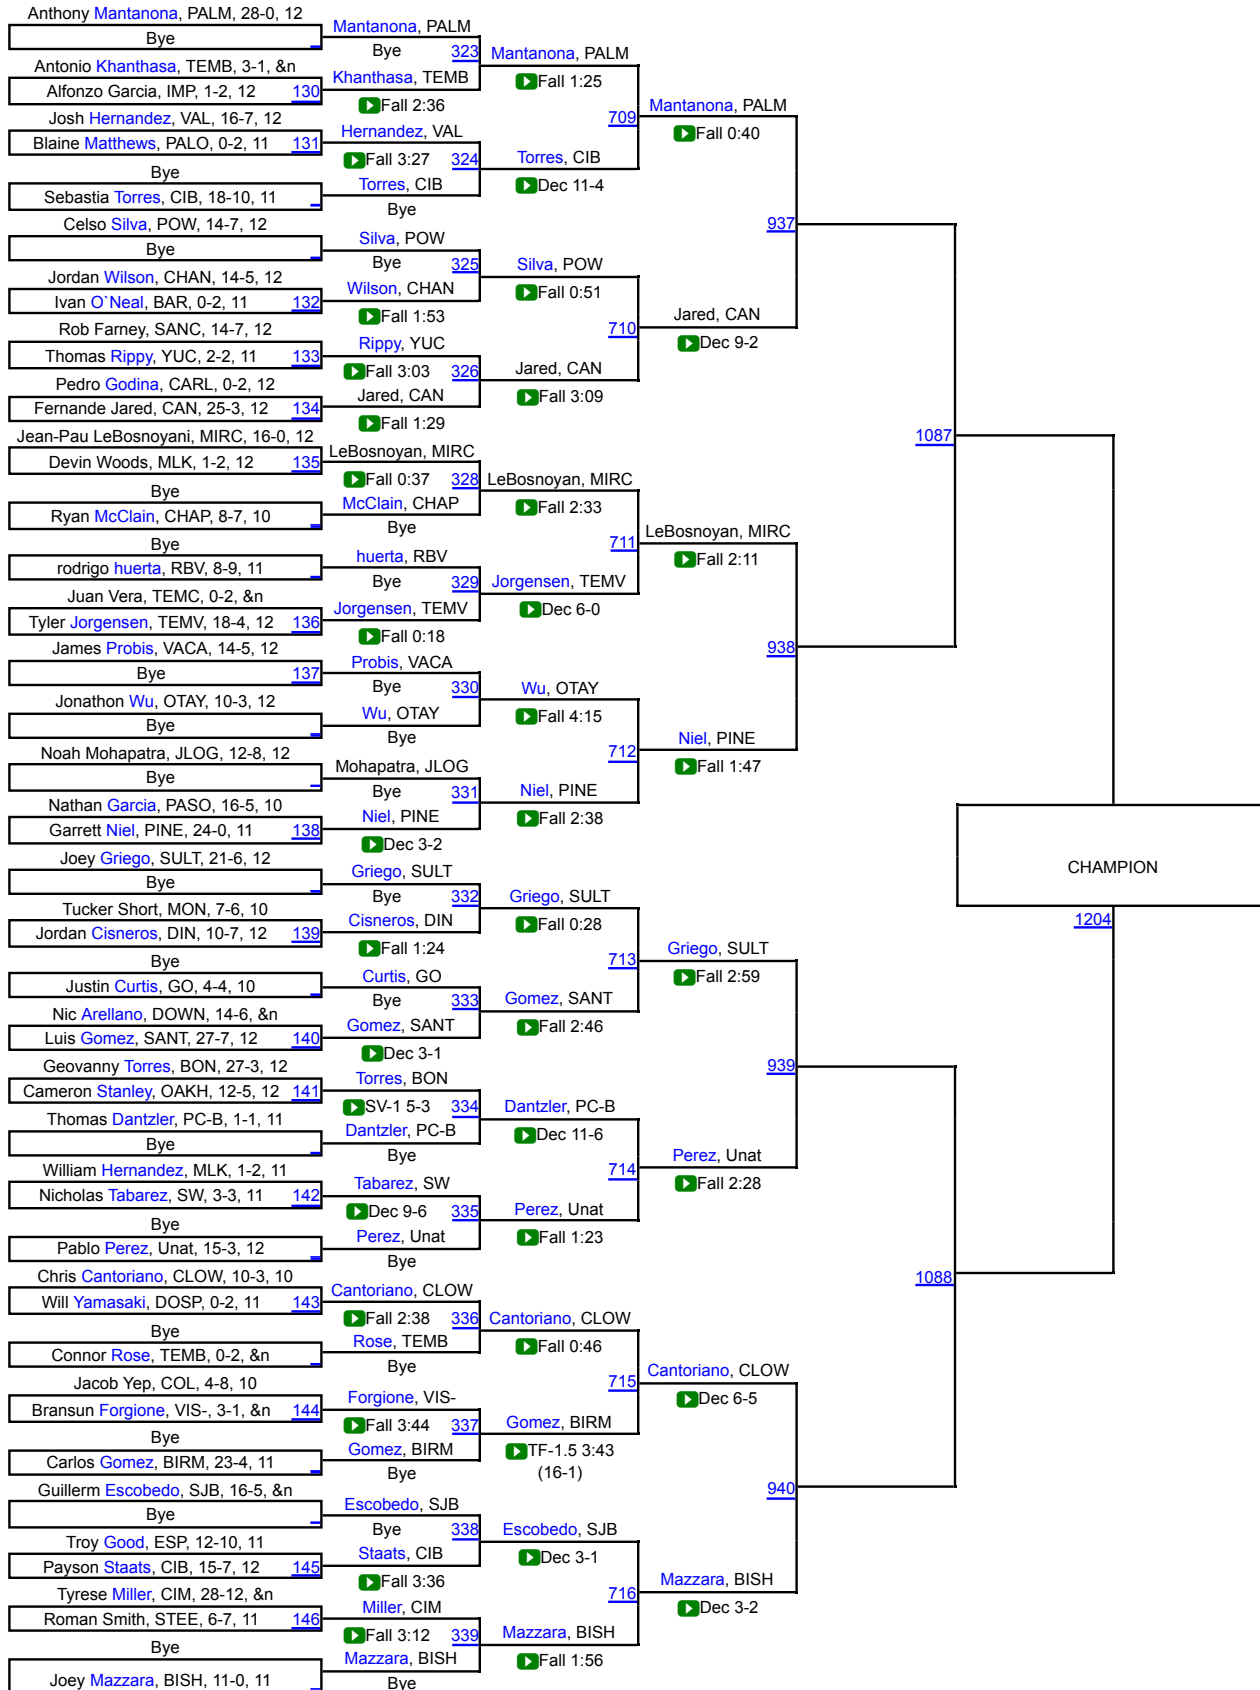 Anthony Mantanona, PALM, 28-0, 12
Bye
Antonio Khanthasa, TEMB, 3-1, &n
Alfonzo Garcia, IMP, 1-2, 12 130
Josh Hernandez, VAL, 16-7, 12
Blaine Matthews, PALO, 0-2, 11 131
Bye
Sebastia Torres, CIB, 18-10, 11
Celso Silva, POW, 14-7, 12
Bye
Jordan Wilson, CHAN, 14-5, 12
Ivan O`Neal, BAR, 0-2, 11 132
Rob Farney, SANC, 14-7, 12
Thomas Rippy, YUC, 2-2, 11 133
Pedro Godina, CARL, 0-2, 12
Fernande Jared, CAN, 25-3, 12 134
Jean-Pau LeBosnoyani, MIRC, 16-0, 12
Devin Woods, MLK, 1-2, 12 135
Bye
Ryan McClain, CHAP, 8-7, 10
Bye
rodrigo huerta, RBV, 8-9, 11
Juan Vera, TEMC, 0-2, &n
Tyler Jorgensen, TEMV, 18-4, 12 136
James Probis, VACA, 14-5, 12
Bye 137
Jonathon Wu, OTAY, 10-3, 12
Bye
Noah Mohapatra, JLOG, 12-8, 12
Bye
Nathan Garcia, PASO, 16-5, 10
Garrett Niel, PINE, 24-0, 11 138
Joey Griego, SULT, 21-6, 12
Bye
Tucker Short, MON, 7-6, 10
Jordan Cisneros, DIN, 10-7, 12 139
Bye
Justin Curtis, GO, 4-4, 10
Nic Arellano, DOWN, 14-6, &n
Luis Gomez, SANT, 27-7, 12 140
Geovanny Torres, BON, 27-3, 12
Cameron Stanley, OAKH, 12-5, 12 141
Thomas Dantzler, PC-B, 1-1, 11
Bye
William Hernandez, MLK, 1-2, 11
Nicholas Tabarez, SW, 3-3, 11 142
Bye
Pablo Perez, Unat, 15-3, 12
Chris Cantoriano, CLOW, 10-3, 10
Will Yamasaki, DOSP, 0-2, 11 143
Bye
Connor Rose, TEMB, 0-2, &n
Jacob Yep, COL, 4-8, 10
Bransun Forgione, VIS-, 3-1, &n 144
Bye
Carlos Gomez, BIRM, 23-4, 11
Guillerm Escobedo, SJB, 16-5, &n
Bye
Troy Good, ESP, 12-10, 11
Payson Staats, CIB, 15-7, 12 145
Tyrese Miller, CIM, 28-12, &n
Roman Smith, STEE, 6-7, 11 146
Bye
Joey Mazzara, BISH, 11-0, 11
Mantanona, PALM
Bye 323
Khanthasa, TEMB
Fall 2:36
Hernandez, VAL
Fall 3:27 324
Torres, CIB
Bye
Silva, POW
Bye 325
Wilson, CHAN
Fall 1:53
Rippy, YUC
Fall 3:03 326
Jared, CAN
Fall 1:29
LeBosnoyan, MIRC
Fall 0:37 328
McClain, CHAP
Bye
huerta, RBV
Bye 329
Jorgensen, TEMV
Fall 0:18
Probis, VACA
Bye 330
Wu, OTAY
Bye
Mohapatra, JLOG
Bye 331
Niel, PINE
Dec 3-2
Griego, SULT
Bye 332
Cisneros, DIN
Fall 1:24
Curtis, GO
Bye 333
Gomez, SANT
Dec 3-1
Torres, BON
SV-1 5-3 334
Dantzler, PC-B
Bye
Tabarez, SW
Dec 9-6 335
Perez, Unat
Bye
Cantoriano, CLOW
Fall 2:38 336
Rose, TEMB
Bye
Forgione, VIS-
Fall 3:44 337
Gomez, BIRM
Bye
Escobedo, SJB
Bye 338
Staats, CIB
Fall 3:36
Miller, CIM
Fall 3:12 339
Mazzara, BISH
Bye
Mantanona, PALM
Fall 1:25
709
Torres, CIB
Dec 11-4
Silva, POW
Fall 0:51
710
Jared, CAN
Fall 3:09
LeBosnoyan, MIRC
Fall 2:33
711
Jorgensen, TEMV
Dec 6-0
Wu, OTAY
Fall 4:15
712
Niel, PINE
Fall 2:38
Griego, SULT
Fall 0:28
713
Gomez, SANT
Fall 2:46
Dantzler, PC-B
Dec 11-6
714
Perez, Unat
Fall 1:23
Cantoriano, CLOW
Fall 0:46
715
Gomez, BIRM
TF-1.5 3:43
(16-1)
Escobedo, SJB
Dec 3-1
716
Mazzara, BISH
Fall 1:56
Mantanona, PALM
Fall 0:40
937
Jared, CAN
Dec 9-2
LeBosnoyan, MIRC
Fall 2:11
938
Niel, PINE
Fall 1:47
Griego, SULT
Fall 2:59
939
Perez, Unat
Fall 2:28
Cantoriano, CLOW
Dec 6-5
940
Mazzara, BISH
Dec 3-2
1087
1088
CHAMPION
1204